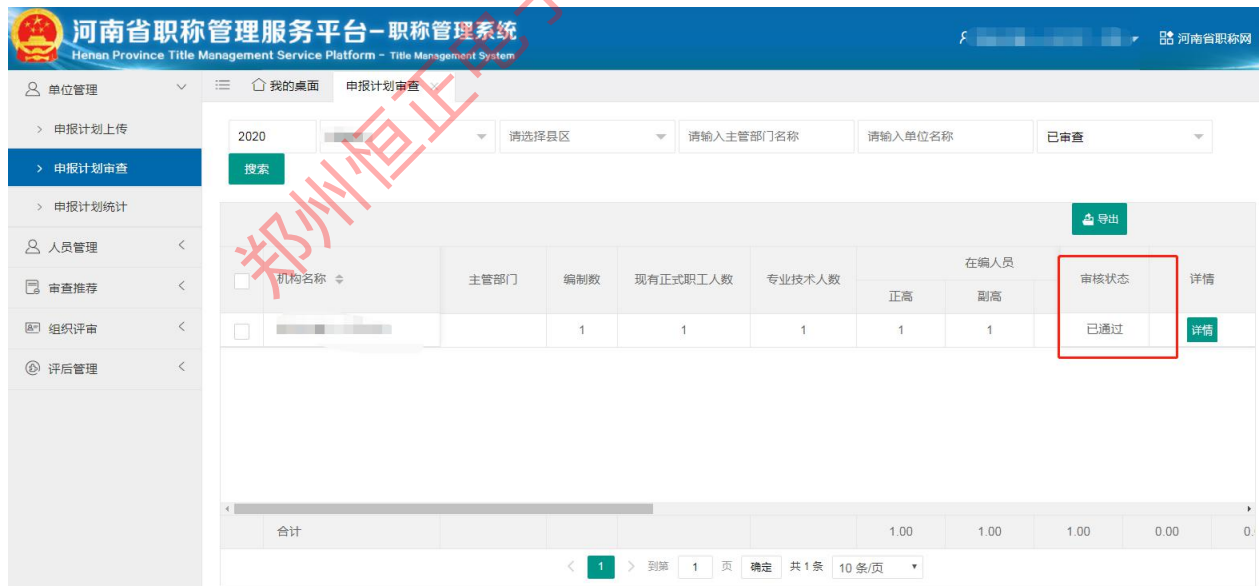 河南省职称管理服务平台-职称管理系统
Henan Province Title Management Service Platform - Title Management System
河南省职称网
单位管理
我的桌面
申报计划审查
申报计划上传
申报计划审查
申报计划统计
人员管理
审查推荐
组织评审
评后管理
2020
请选择县区
请输入主管部门名称
请输入单位名称
已审查
搜索
导出
机构名称
主管部门
编制数
现有正式职工人数
专业技术人数
在编人员
正高
副高
审核状态
详情
1
1
1
1
1
已通过
详情
合计
1.00
1.00
1.00
0.00
0.
1
到第
1
页
确定
共1条
10 条/页
郑州恒正电子